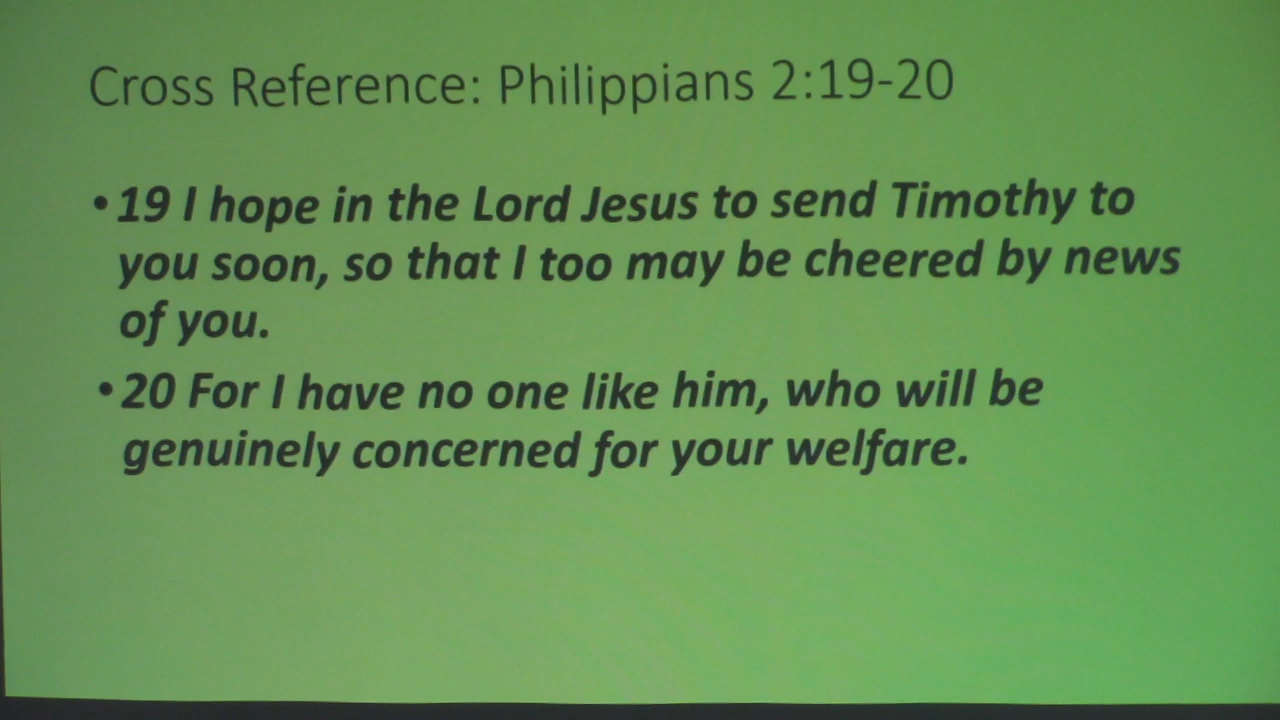 Cross Reference: Philippians 2:19-20
• 19 I hope in the Lord Jesus to send Timothy to
you soon, so that I too may be cheered by news
of you.
• 20 For I have no one like him, who will be
genuinely concerned for your welfare.